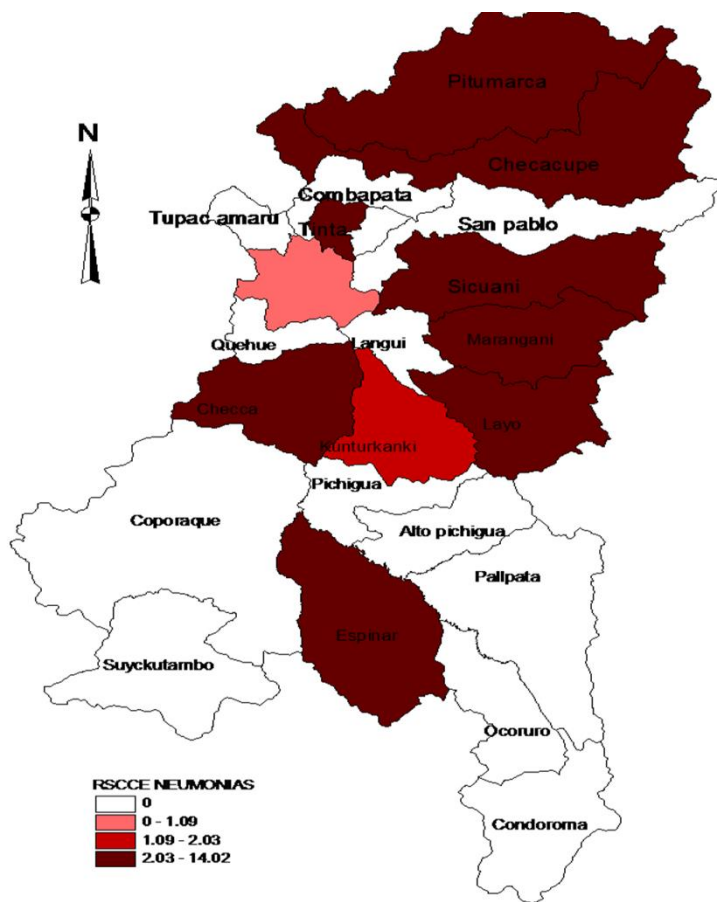 Pitumarca
N
Checacupe
Combapata
Tupac amaru
San pablo
Tinta
Sicuani
Quehue
Langui
Marangani
Checca
Layo
Kunturkanki
Pichigua
Coporaque
Alto pichigua
Pallpata
Espinar
Suyckutambo
Ocoruro
RSCCE NEUMONIAS
0
0 - 1.09
1.09 - 2.03
2.03 - 14.02
Condoroma